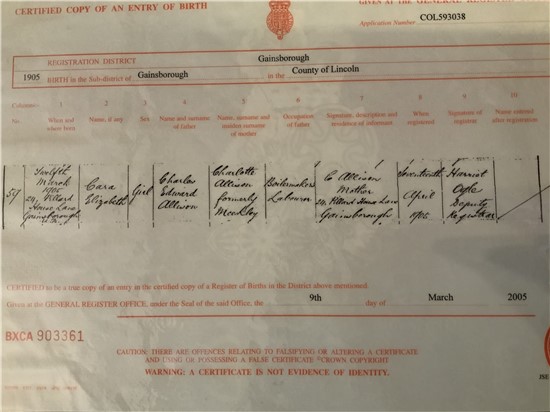 CERTIFIED COPY OF AN ENTRY OF BIRTH
GIVEN AT THE GENERAL REGISTER
Application Number COL593038
REGISTRATION DISTRICT Gainsborough
1905 BIRTH in the Sub-district of Gainsborough in the County of Lincoln
Columns:- 1 2 3 4 5 6 7 8 9 10
No. When and where born Name, if any Sex Name and surname of father Name, surname and maiden surname of mother Occupation of father Signature, description and residence of informant When registered Signature of registrar Name entered after registration
Twelfth March 1905
House Lane Gainsborough
Cara Elizabeth
Girl
Charles Edward Allison
Charlotte Allison formerly
Boilermakers Labourer
C Allison Mother
House Lane Gainsborough
Seventeenth April 1905
Harriot Ogle Deputy Registrar
CERTIFIED to be a true copy of an entry in the certified copy of a Register of Births in the District above mentioned.
Given at the GENERAL REGISTER OFFICE, under the Seal of the said Office, the 9th day of March 2005
BXCA 903361
CAUTION: THERE ARE OFFENCES RELATING TO FALSIFYING OR ALTERING A CERTIFICATE
AND USING OR POSSESSING A FALSE CERTIFICATE ©CROWN COPYRIGHT
WARNING: A CERTIFICATE IS NOT EVIDENCE OF IDENTITY.